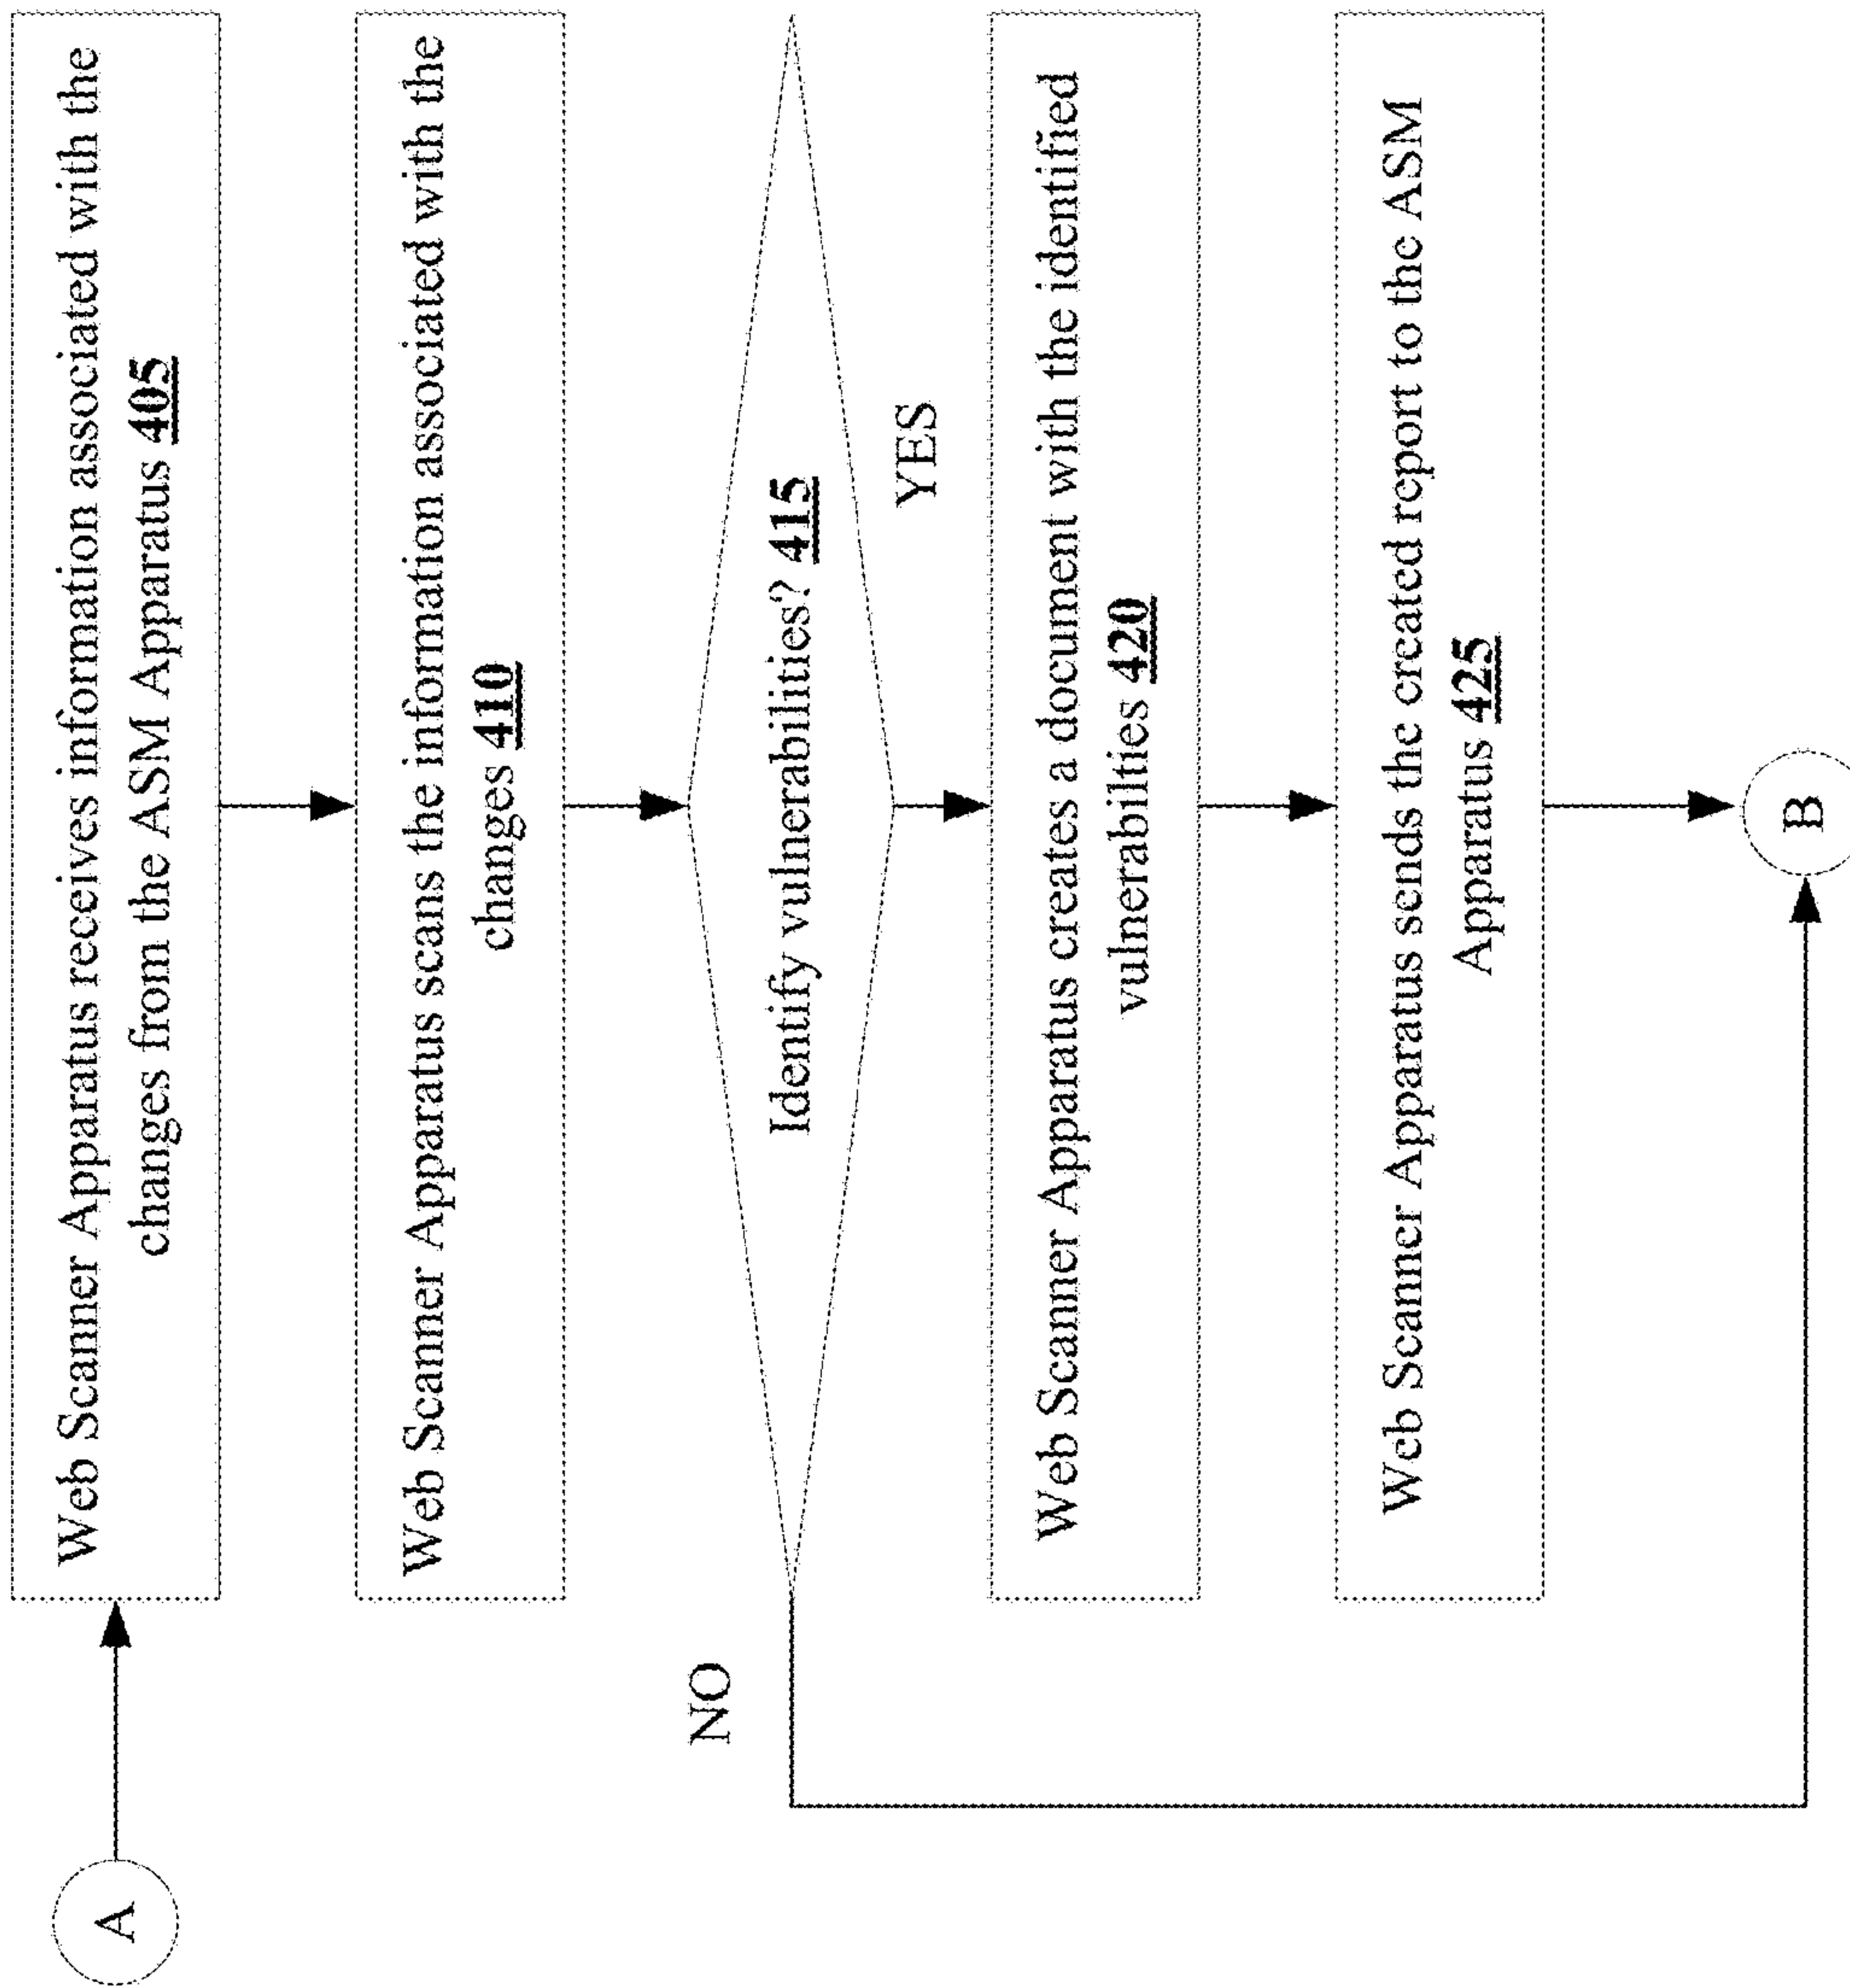 A
Web Scanner Apparatus receives information associated with the
changes from the ASM Apparatus 405
Web Scanner Apparatus scans the information associated with the
changes 410
Identify vulnerabilities? 415
NO
YES
Web Scanner Apparatus creates a document with the identified
vulnerabilities 420
Web Scanner Apparatus sends the created report to the ASM
Apparatus 425
B